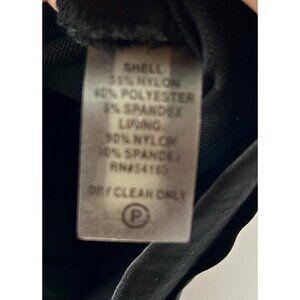 SHELL
55% NYLON
40% POLYESTER
5% SPANDEX
LINING
90% NYLON
10% SPANDEX
DRY CLEAN ONLY
P